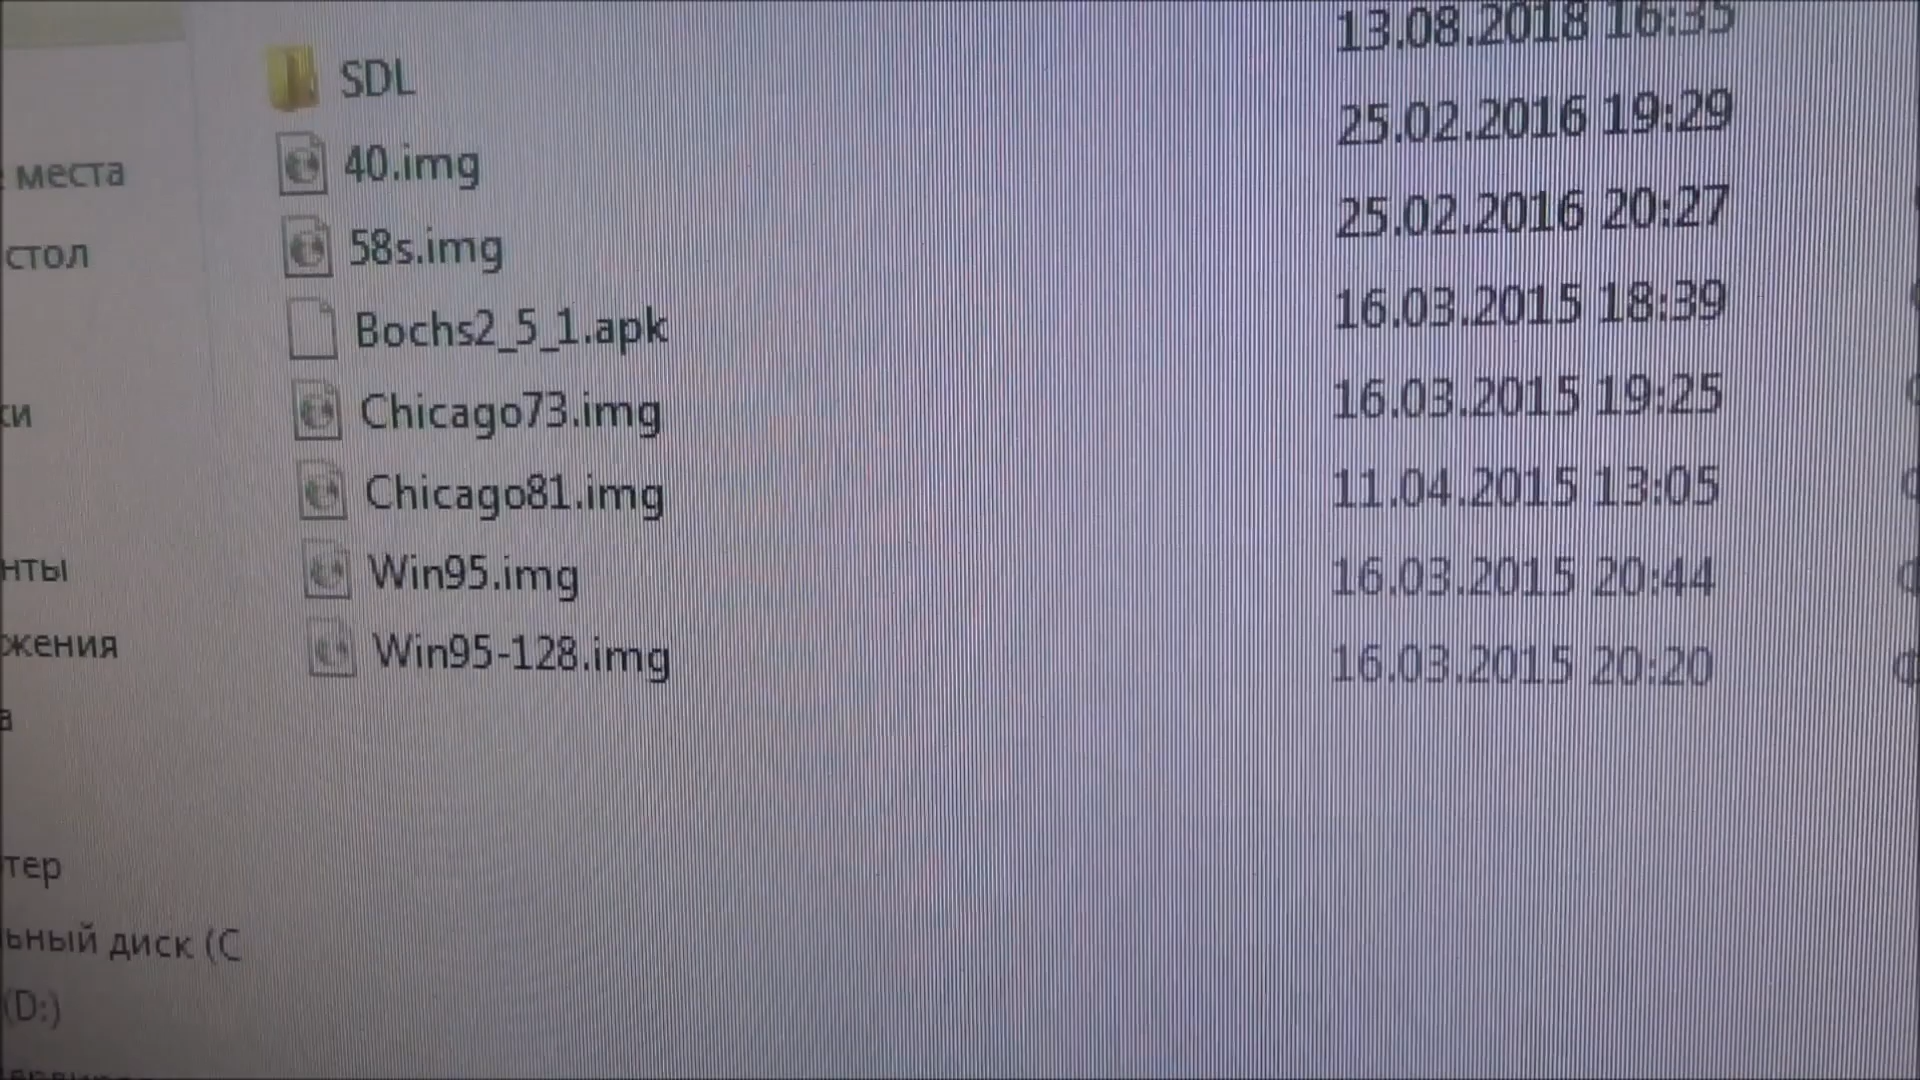 SDL 13.08.2018 16:35
40.img 25.02.2016 19:29
58s.img 25.02.2016 20:27
Bochs2_5_1.apk 16.03.2015 18:39
Chicago73.img 16.03.2015 19:25
Chicago81.img 11.04.2015 13:05
Win95.img 16.03.2015 20:44
Win95-128.img 16.03.2015 20:20
места
стол
ки
нты
жения
а
тер
ьный диск (C
(D:)